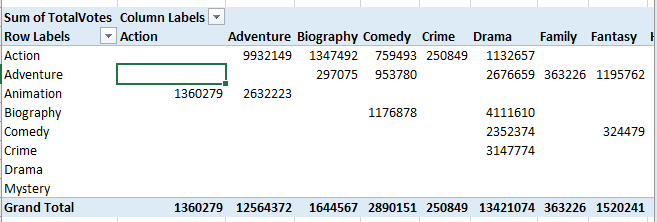 Sum of TotalVotes Column Labels
Row Labels Action Adventure Biography Comedy Crime Drama Family Fantasy
Action 9932149 1347492 759493 250849 1132657
Adventure 297075 953780 2676659 363226 1195762
Animation 1360279 2632223
Biography 1176878 4111610
Comedy 2352374 324479
Crime 3147774
Drama
Mystery
Grand Total 1360279 12564372 1644567 2890151 250849 13421074 363226 1520241